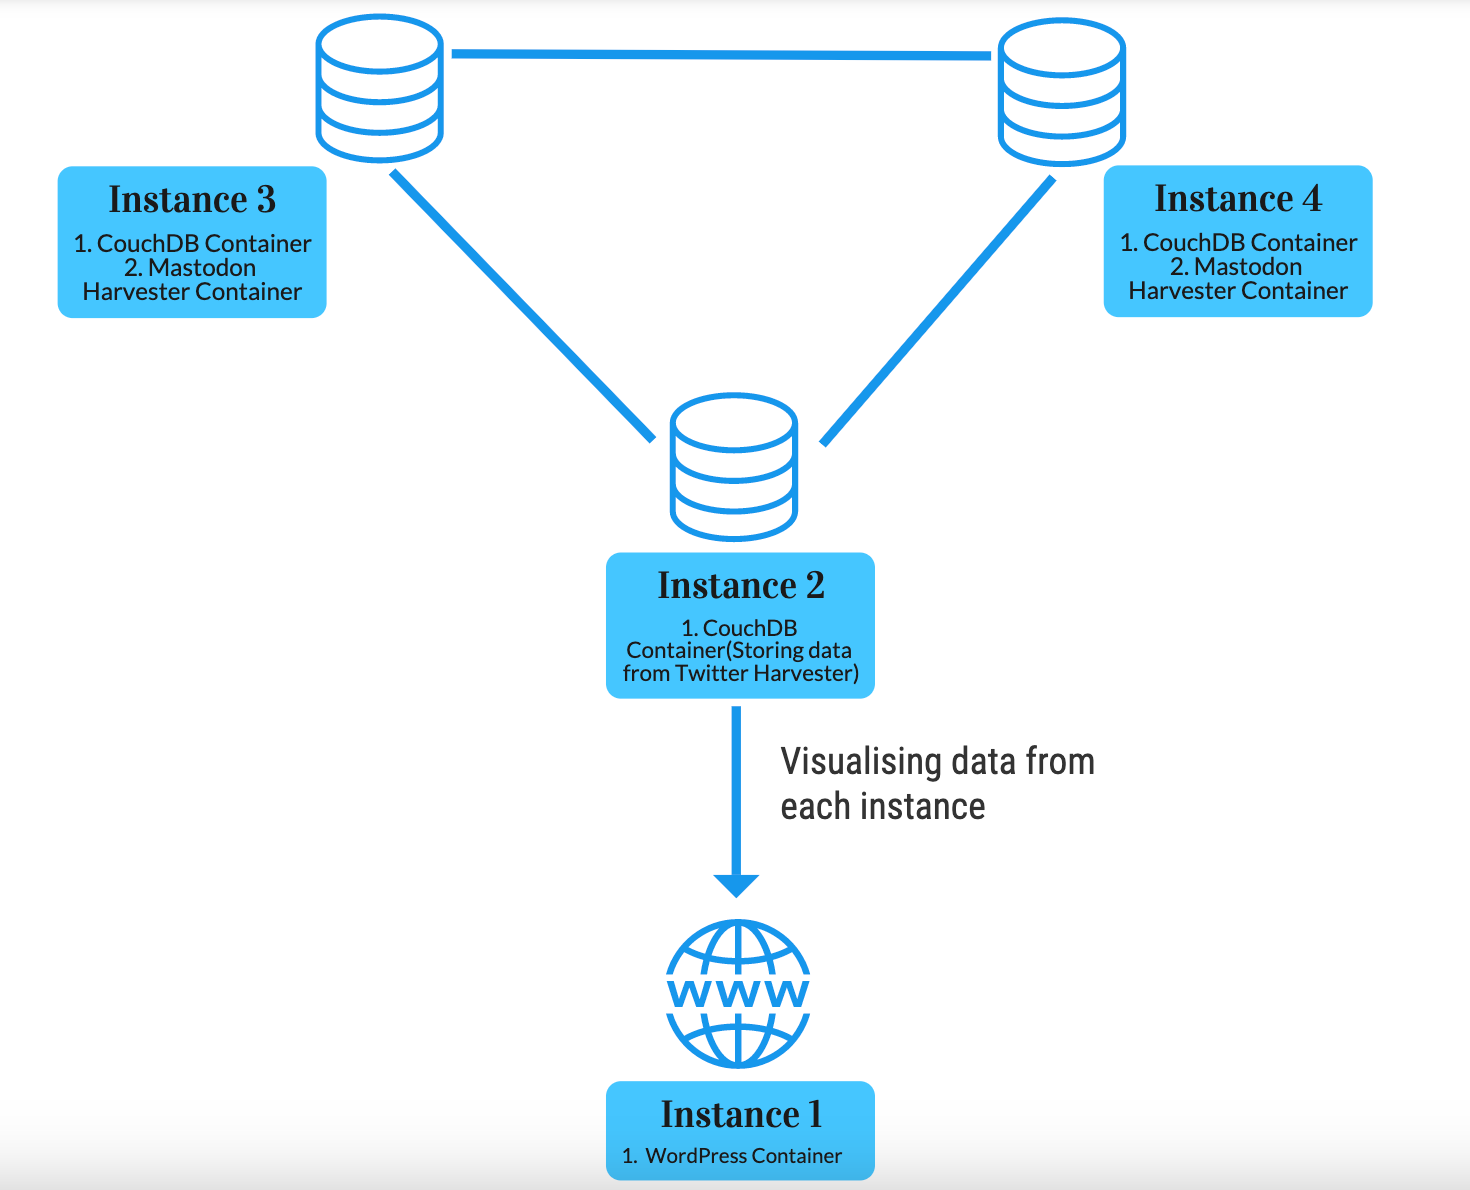 Instance 3
1. CouchDB Container
2. Mastodon
Harvester Container
Instance 4
1. CouchDB Container
2. Mastodon
Harvester Container
Instance 2
1. CouchDB
Container(Storing data
from Twitter Harvester)
Visualising data from
each instance
www
Instance 1
1. WordPress Container